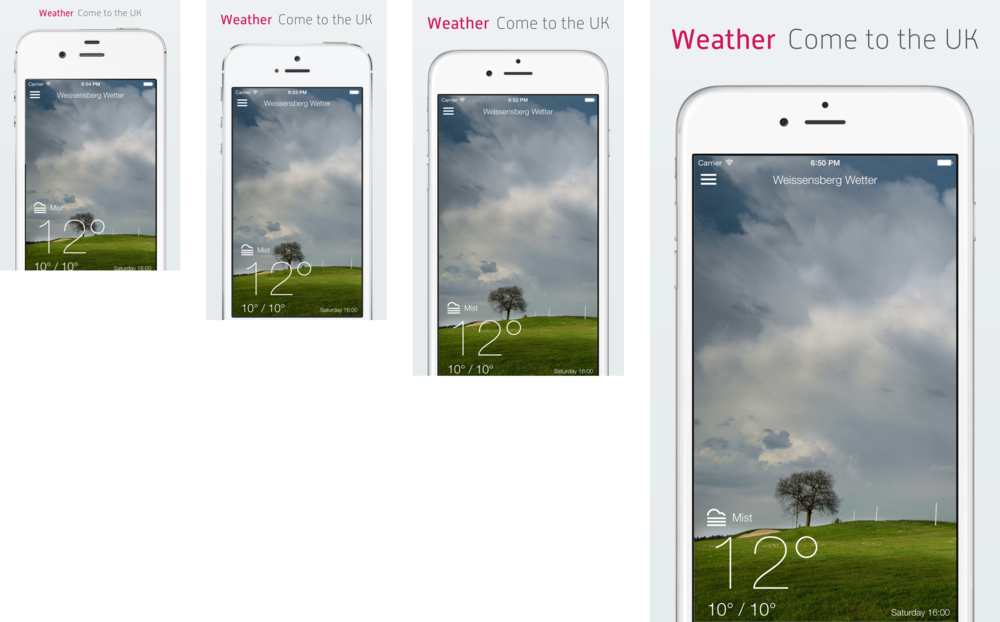 Weather Come to the UK
Carrier 6:54 PM
Weissensberg Wetter
Mist
12°
10° / 10°
Saturday 16:00
Weather Come to the UK
Carrier 6:53 PM
Weissensberg Wetter
Mist
12°
10° / 10°
Saturday 16:00
Weather Come to the UK
Carrier 6:52 PM
Weissensberg Wetter
Mist
12°
10° / 10°
Saturday 16:00
Weather Come to the UK
Carrier 6:50 PM
Weissensberg Wetter
Mist
12°
10° / 10°
Saturday 16:00